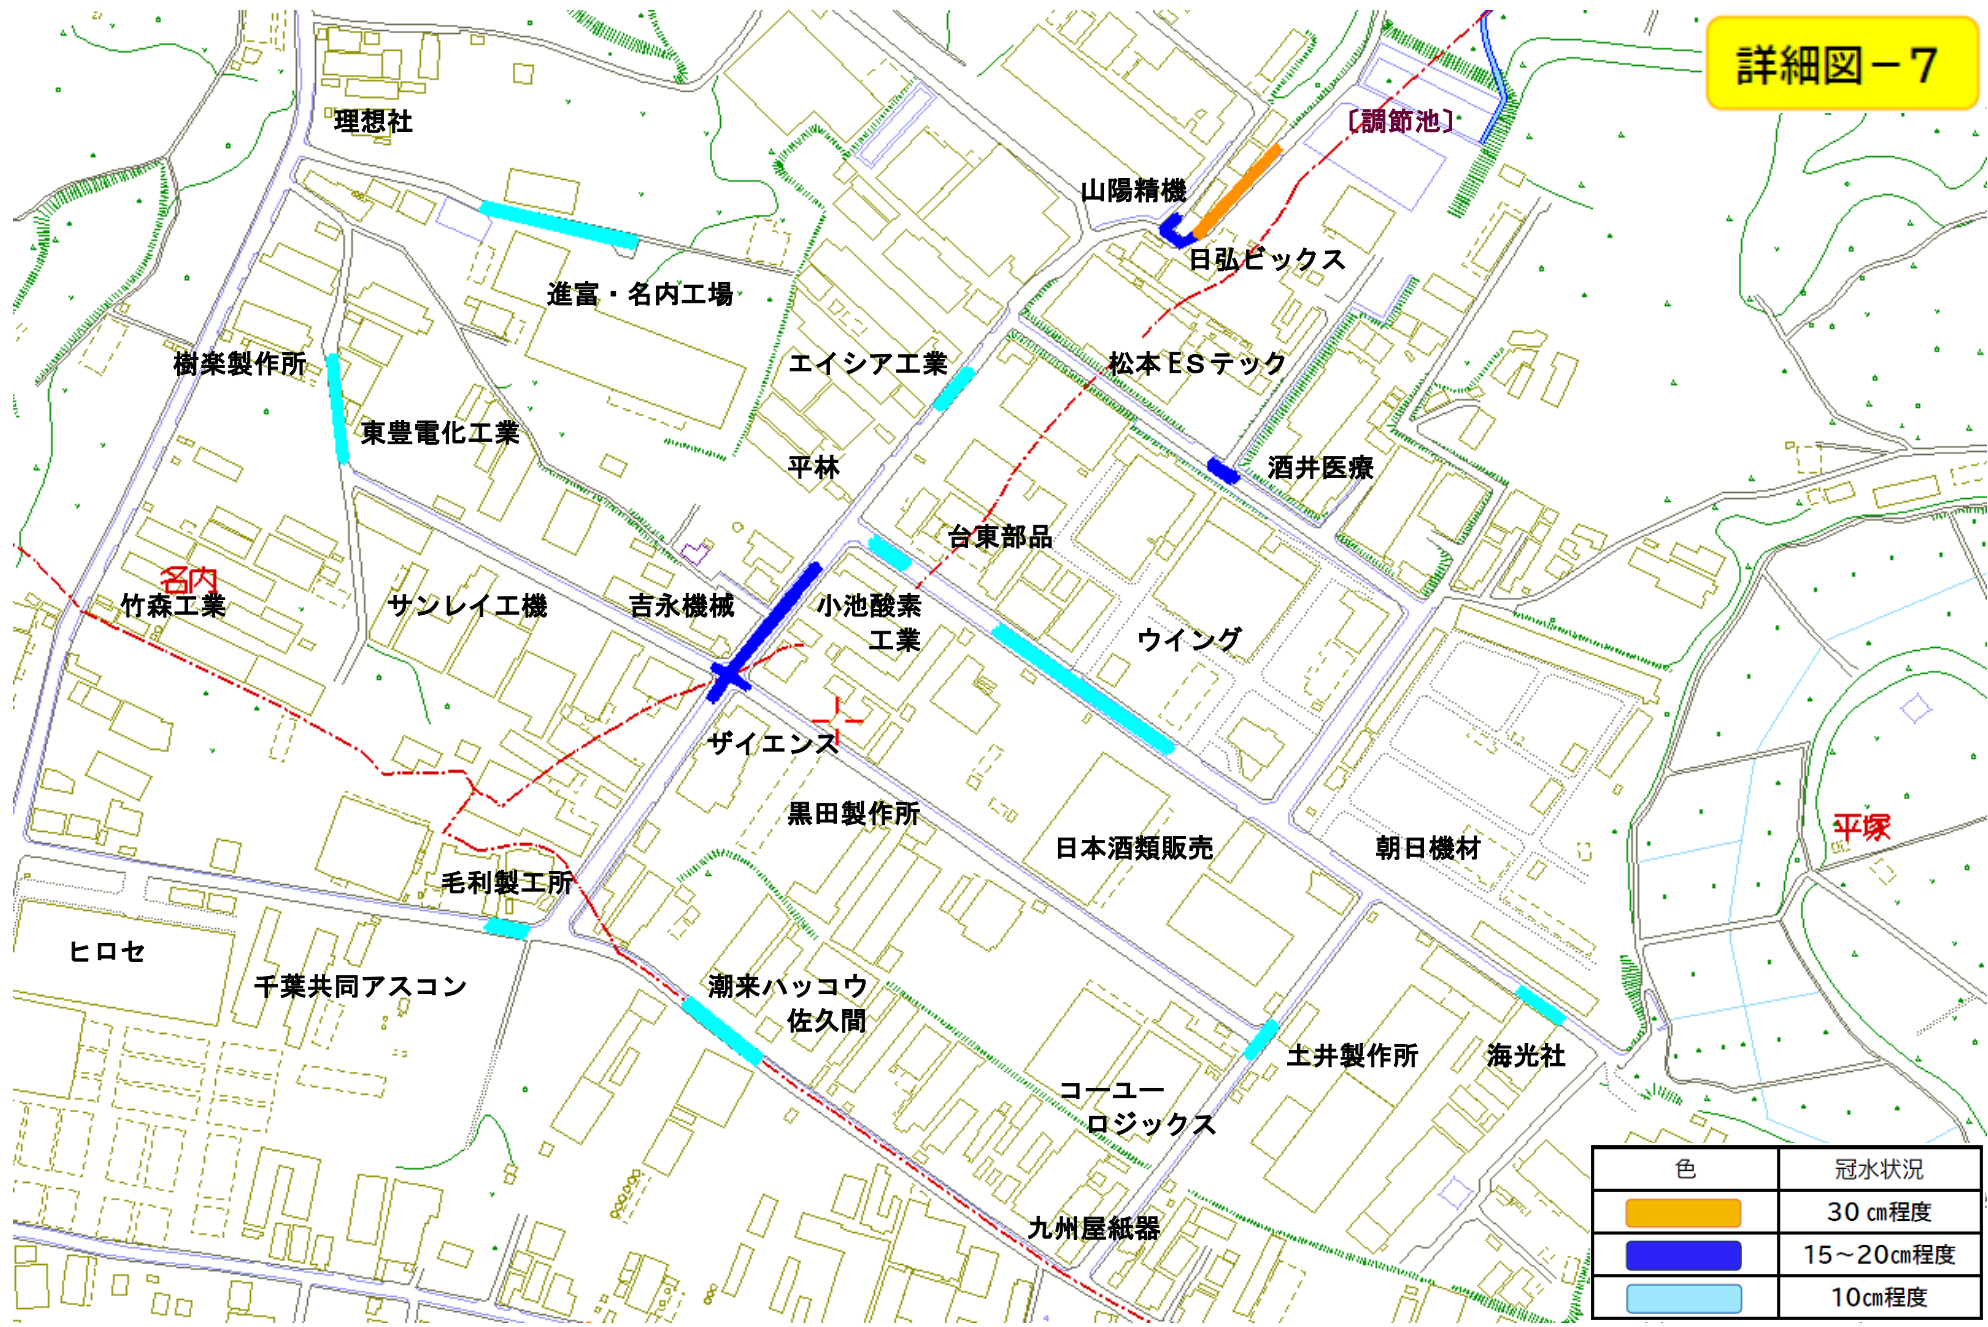 詳細図－７
理想社
〔調節池〕
山陽精機
日弘ビックス
進富・名内工場
樹楽製作所
エイシア工業
松本ESテック
東豊電化工業
平林
酒井医療
台東部品
名内
竹森工業
サンレイ工機
吉永機械
小池酸素
工業
ウイング
ザイエンス
黒田製作所
日本酒類販売
朝日機材
平塚
毛利製工所
ヒロセ
千葉共同アスコン
潮来ハッコウ
佐久間
土井製作所
海光社
コーユー
ロジックス
九州屋紙器
色 冠水状況
30㎝程度
15～20㎝程度
10㎝程度